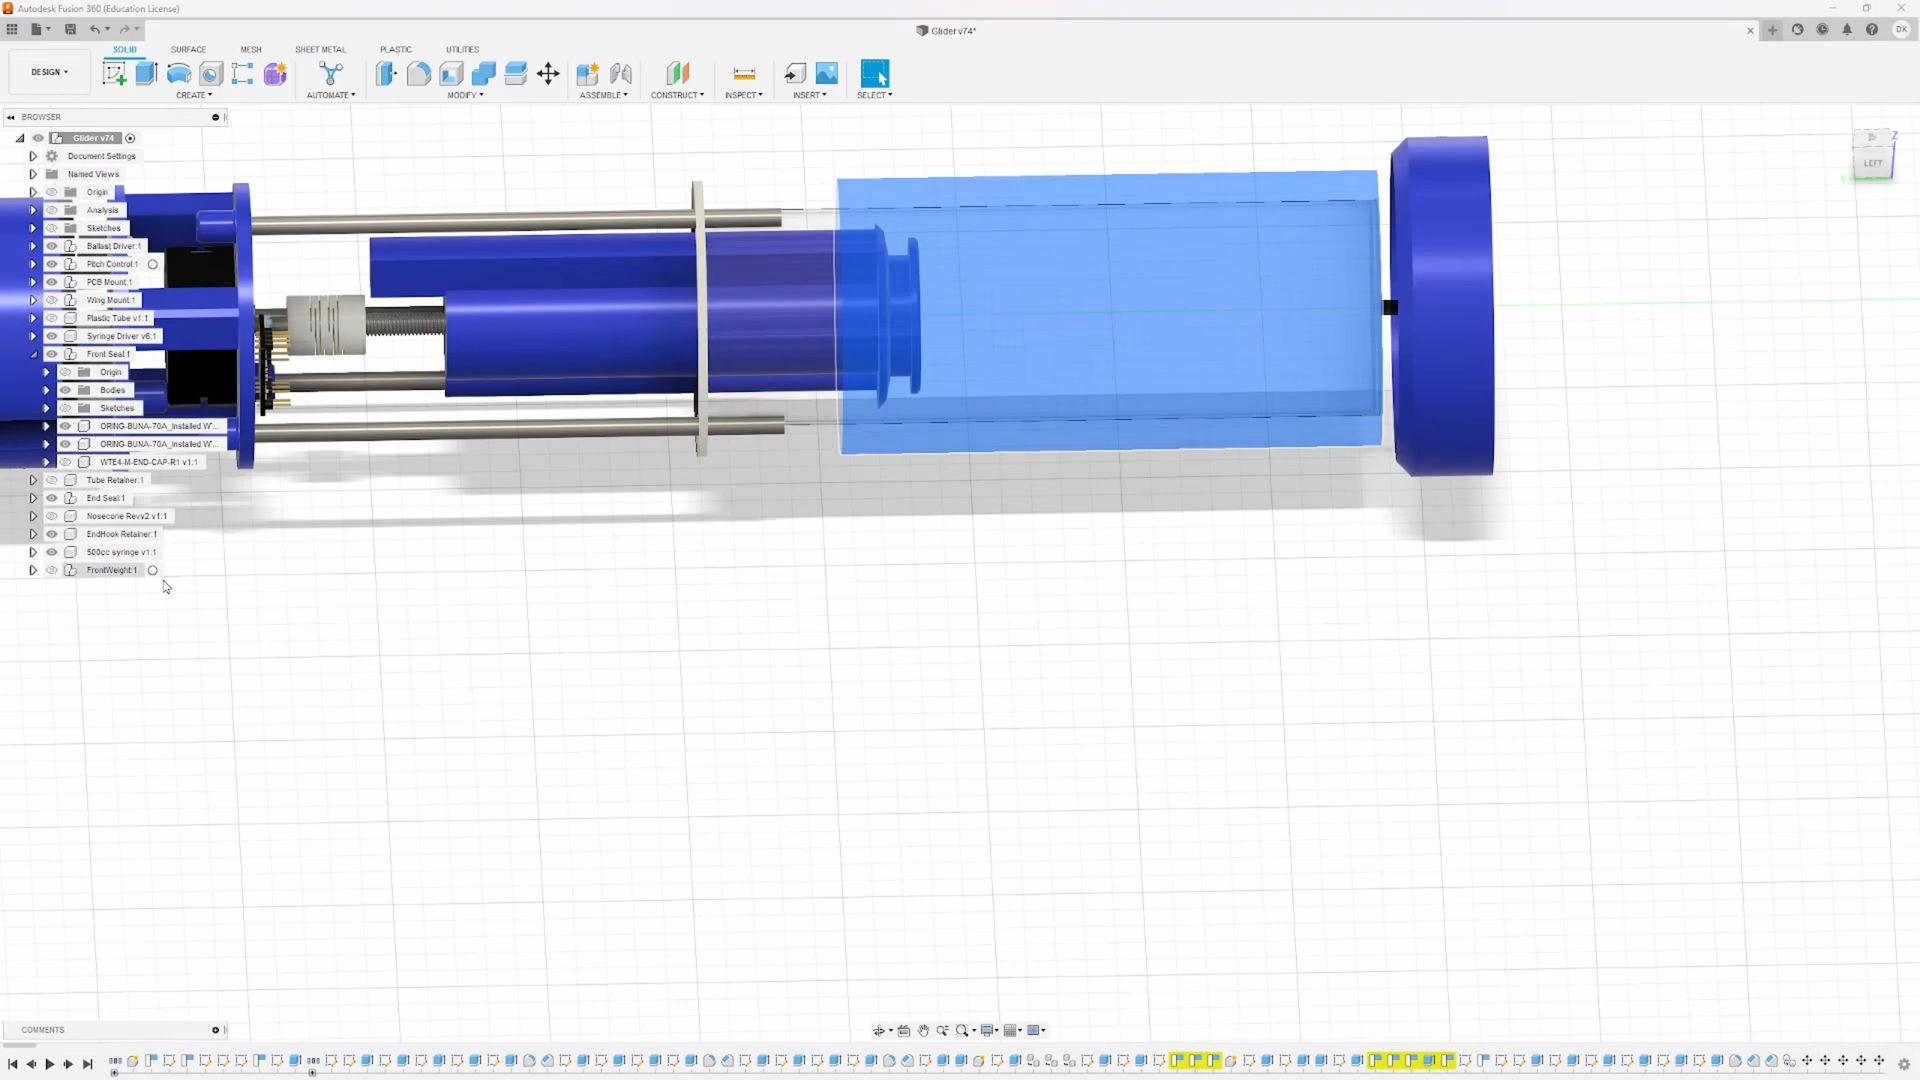 Autodesk Fusion 360 (Education License)
Glider v74*
DK
DESIGN
SOLID
SURFACE
MESH
SHEET METAL
PLASTIC
UTILITIES
CREATE
AUTOMATE
MODIFY
ASSEMBLE
CONSTRUCT
INSPECT
INSERT
SELECT
BROWSER
Glider v74
Document Settings
Named Views
Origin
Analysis
Sketches
Ballast Driver:1
Pitch Control:1
PCB Mount:1
Wing Mount:1
Plastic Tube v1:1
Syringe Driver v6:1
Front Seal:1
Origin
Bodies
Sketches
ORING-BUNA-70A_Installed W'...
ORING-BUNA-70A_Installed W'...
WTE4-M-END-CAP-R1 v1:1
Tube Retainer:1
End Seal:1
Nosecone Revv2 v1:1
EndHook Retainer:1
500cc syringe v1:1
FrontWeight:1
Z
LEFT
COMMENTS